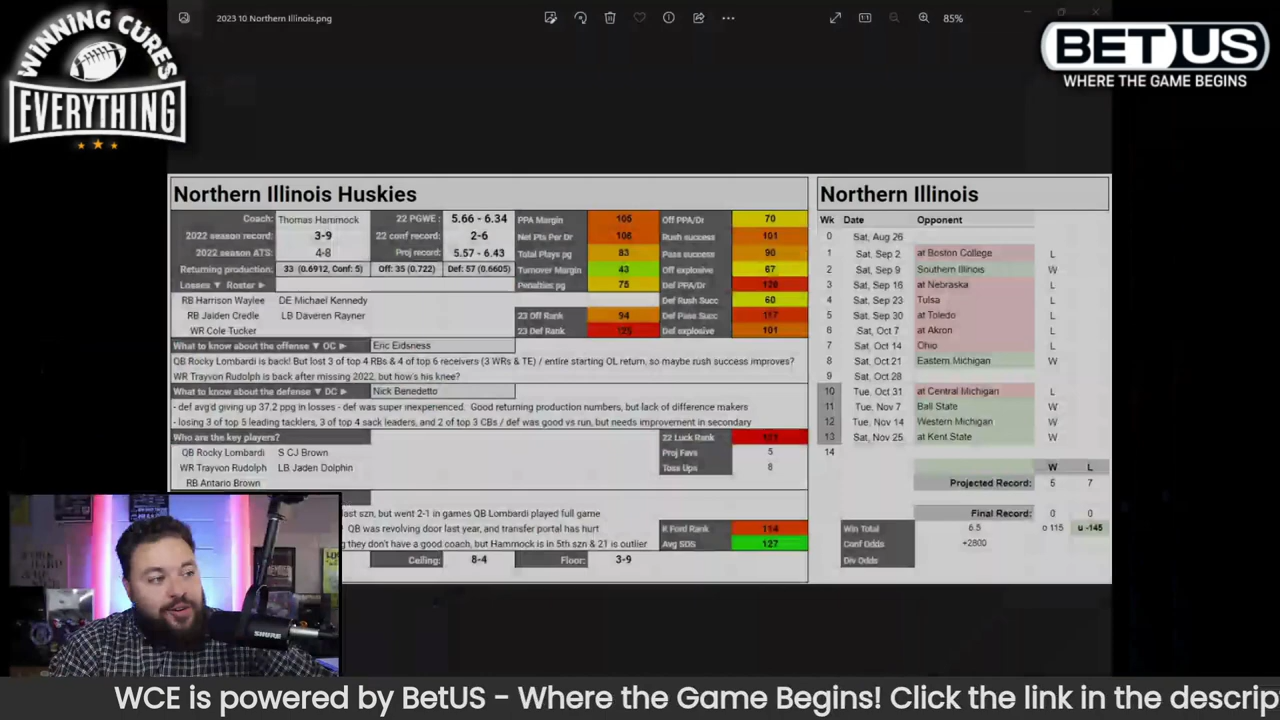 2023 10 Northern Illinois.png
85%
WINNING CURES
EVERYTHING
BETUS
WHERE THE GAME BEGINS
Northern Illinois Huskies
Coach: Thomas Hammock 22 PGWE : 5.66 - 6.34 PPA Margin 105 Off PPA/Dr 70
2022 season record: 3-9 22 conf record: 2-6 Net Pts Per Dr 106 Rush success 101
2022 season ATS: 4-8 Proj record: 5.57 - 6.43 Total Plays pg 83 Pass success 90
Returning production: 33 (0.6912, Conf: 5) Off: 35 (0.722) Def: 57 (0.6605) Turnover Margin 43 Off explosive 67
Losses ▼ Roster ► Penalties pg 75 Def PPA/Dr
RB Harrison Waylee DE Michael Kennedy Def Rush Succ 60
RB Jaiden Credle LB Daveren Rayner 23 Off Rank 94 Def Pass Succ 117
WR Cole Tucker 23 Def Rank 125 Def explosive 101
What to know about the offense ▼ OC ► Eric Eidsness
QB Rocky Lombardi is back! But lost 3 of top 4 RBs & 4 of top 6 receivers (3 WRs & TE) / entire starting OL return, so maybe rush success improves?
WR Trayvon Rudolph is back after missing 2022, but how's his knee?
What to know about the defense ▼ DC ► Nick Benedetto
- def avg'd giving up 37.2 ppg in losses - def was super inexperenced. Good returning production numbers, but lack of difference makers
- losing 3 of top 5 leading tacklers, 3 of top 4 sack leaders, and 2 of top 3 CBs / def was good vs run, but needs improvement in secondary
Who are the key players? 22 Luck Rank
QB Rocky Lombardi S CJ Brown Proj Favs 5
WR Trayvon Rudolph LB Jaden Dolphin Toss Ups 8
RB Antario Brown
last szn, but went 2-1 in games QB Lombardi played full game
QB was revolving door last year, and transfer portal has hurt K Ford Rank 114
they don't have a good coach, but Hammock is in 5th szn & 21 is outlier Avg SOS 127
Ceiling: 8-4 Floor: 3-9
Northern Illinois
Wk Date Opponent
0 Sat, Aug 26
1 Sat, Sep 2 at Boston College L
2 Sat, Sep 9 Southern Illinois W
3 Sat, Sep 16 at Nebraska L
4 Sat, Sep 23 Tulsa L
5 Sat, Sep 30 at Toledo L
6 Sat, Oct 7 at Akron L
7 Sat, Oct 14 Ohio L
8 Sat, Oct 21 Eastern Michigan W
9 Sat, Oct 28
10 Tue, Oct 31 at Central Michigan L
11 Tue, Nov 7 Ball State W
12 Tue, Nov 14 Western Michigan W
13 Sat, Nov 25 at Kent State W
14
W L
Projected Record: 5 7
Final Record: 0 0
Win Total 6.5 o 115 u -145
Conf Odds +2800
Div Odds
SHURE
WCE is powered by BetUS - Where the Game Begins! Click the link in the descrip